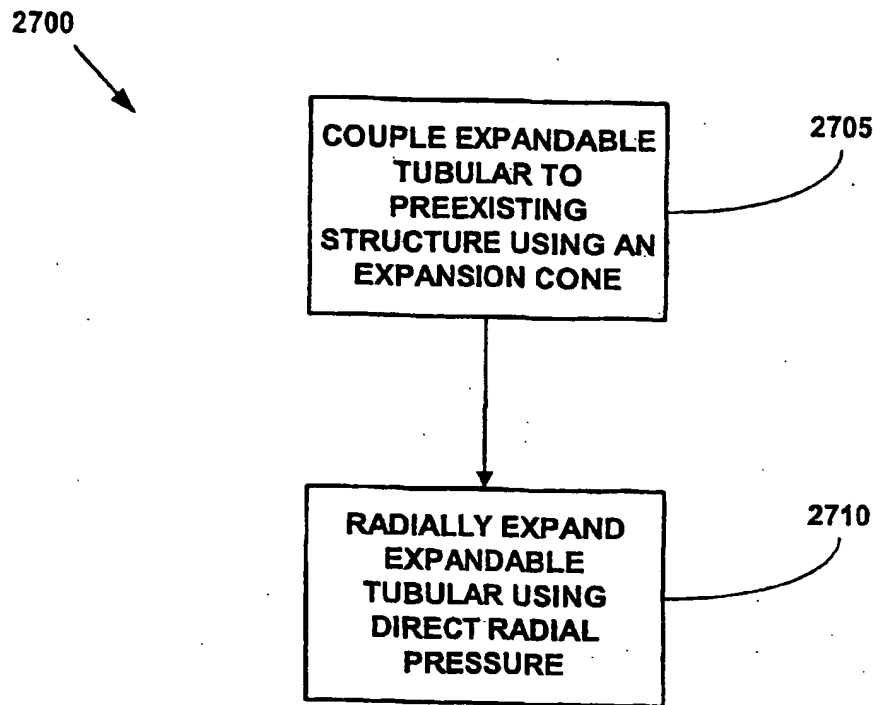 2700
COUPLE EXPANDABLE
TUBULAR TO
PREEXISTING
STRUCTURE USING AN
EXPANSION CONE
2705
RADIALLY EXPAND
EXPANDABLE
TUBULAR USING
DIRECT RADIAL
PRESSURE
2710